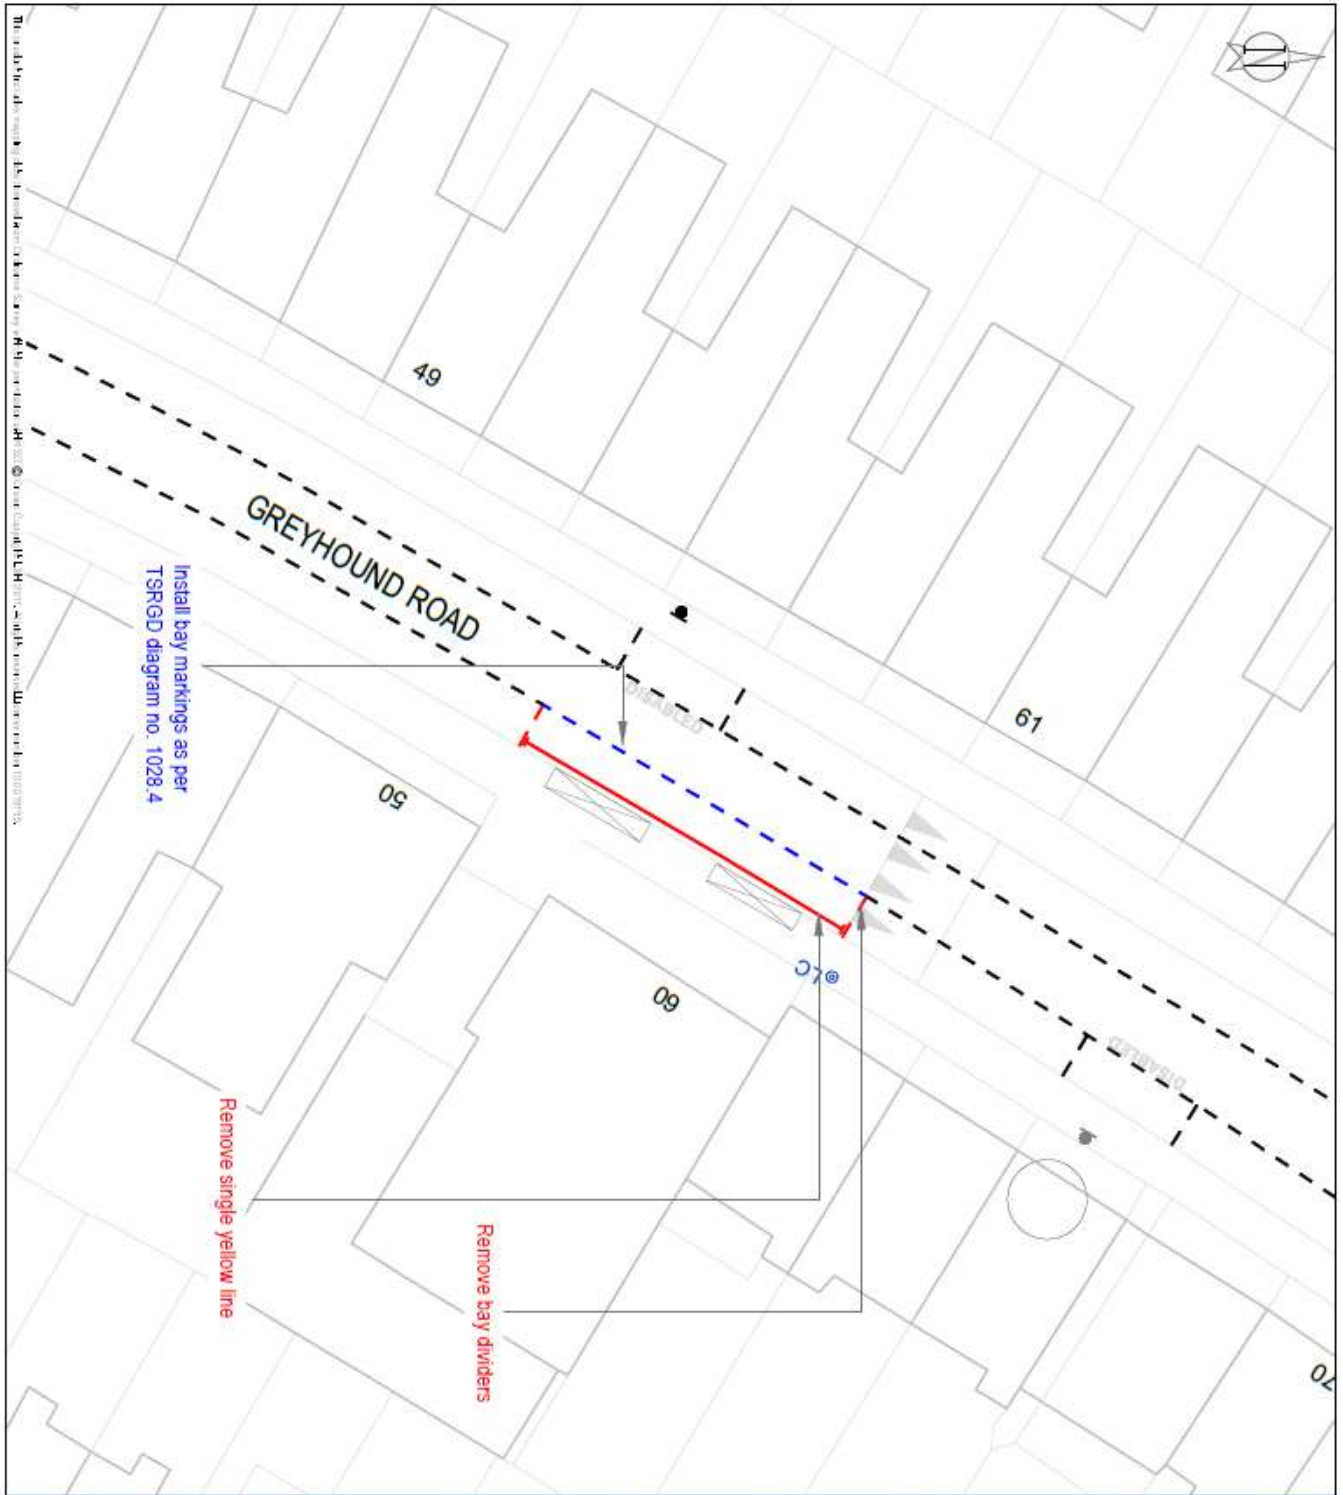 49
61
GREYHOUND ROAD
DISABLED
Install bay markings as per
TSRGD diagram no. 1028.4
50
60
LC
DISABLED
Remove single yellow line
Remove bay dividers
70